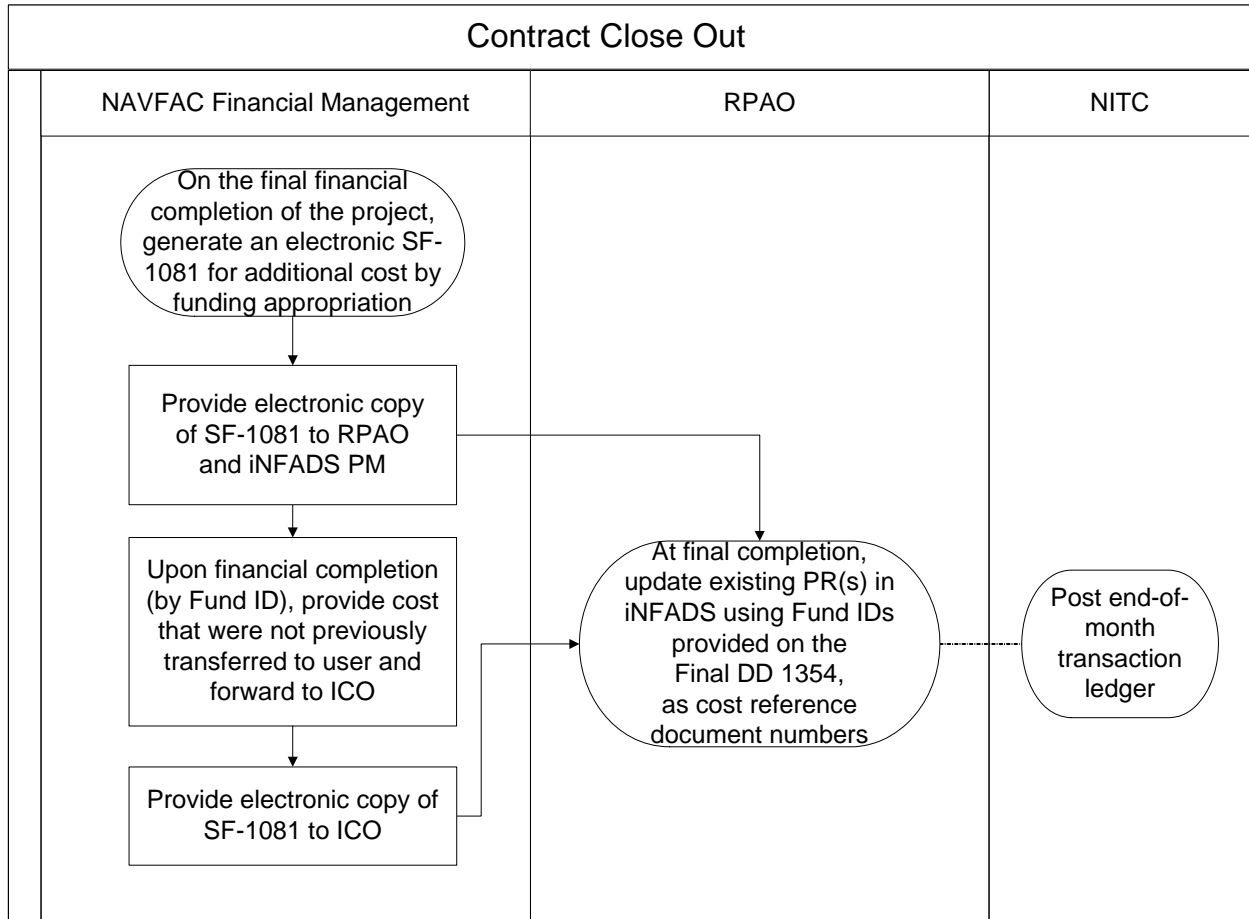 Contract Close Out
NAVFAC Financial Management
RPAO
NITC
On the final financial
completion of the project,
generate an electronic SF-
1081 for additional cost by
funding appropriation
Provide electronic copy
of SF-1081 to RPAO
and iNFADS PM
Upon financial completion
(by Fund ID), provide cost
that were not previously
transferred to user and
forward to ICO
Provide electronic copy of
SF-1081 to ICO
At final completion,
update existing PR(s) in
iNFADS using Fund IDs
provided on the
Final DD 1354,
as cost reference
document numbers
Post end-of-
month
transaction
ledger